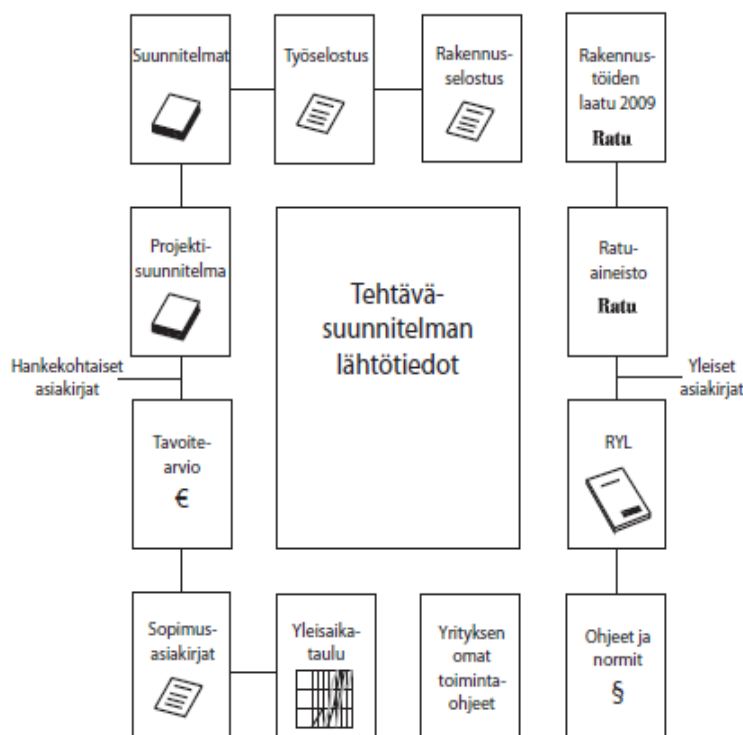 Suunnitelmat
Työselostus
Rakennus-
selostus
Rakennus-
töiden
laatu 2009
Ratu
Projekti-
suunnitelma
Tehtävä-
suunnitelman
lähtötiedot
Ratu-
aineisto
Ratu
Hankekohtaiset
asiakirjat
Yleiset
asiakirjat
Tavoite-
arvio
€
RYL
Sopimus-
asiakirjat
Yleisaika-
taulu
Yrityksen
omat
toiminta-
ohjeet
Ohjeet ja
normit
§